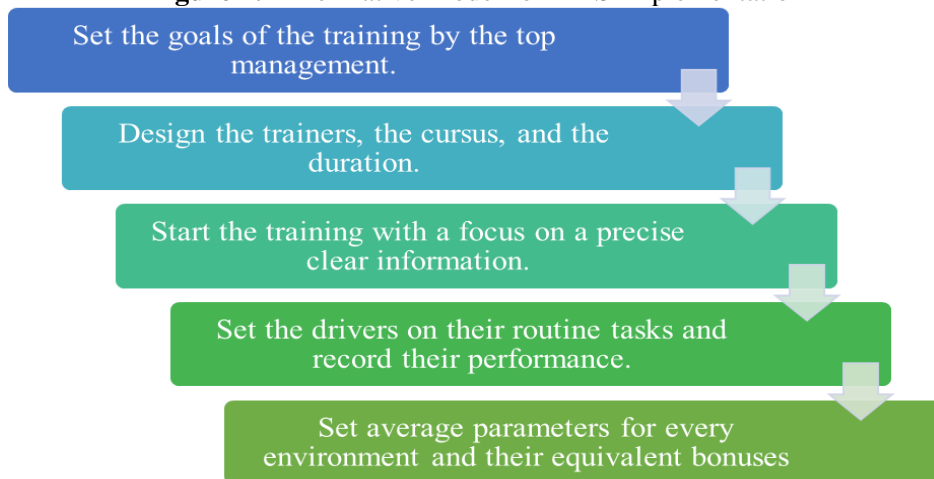 Set the goals of the training by the top
management.
Design the trainers, the cursus, and the
duration.
Start the training with a focus on a precise
clear information.
Set the drivers on their routine tasks and
record their performance.
Set average parameters for every
environment and their equivalent bonuses